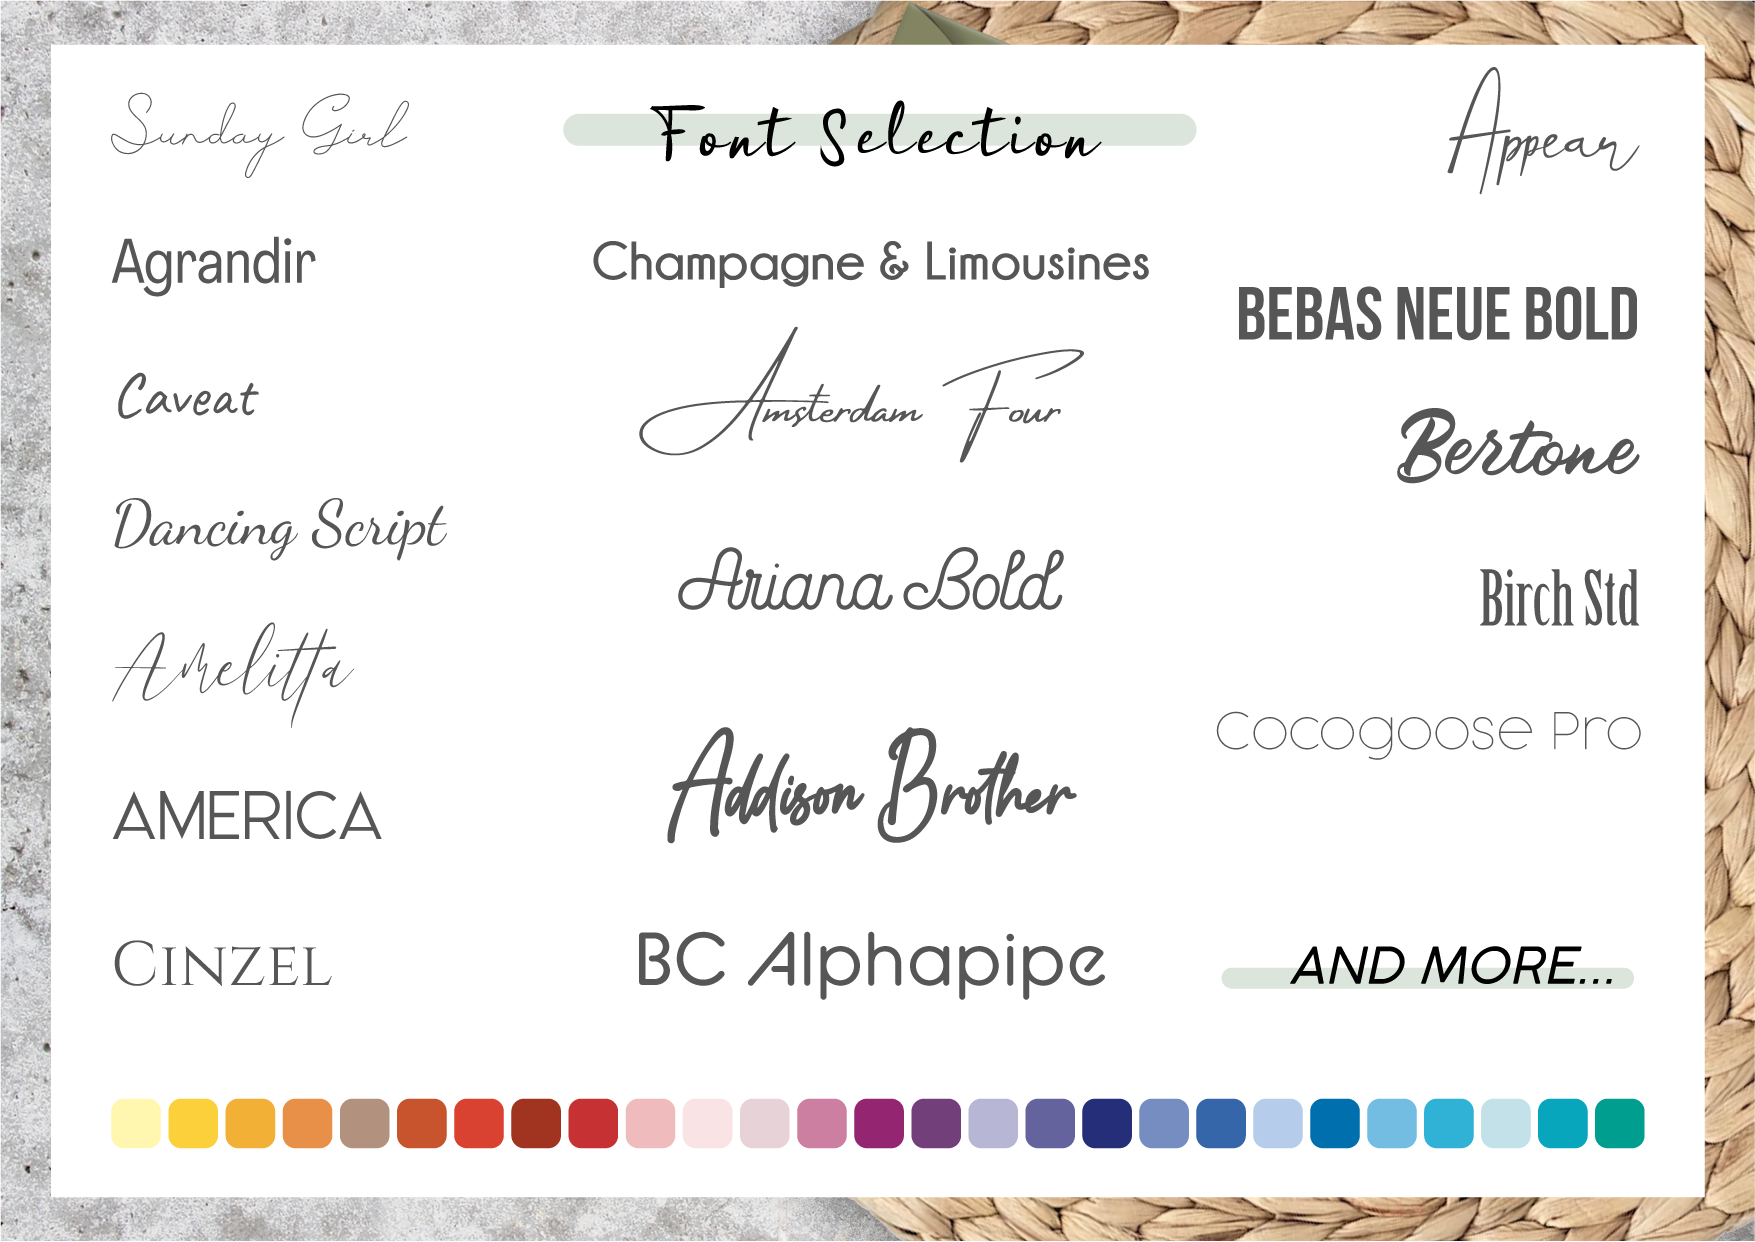 Sunday Girl
Font Selection
Appear
Agrandir
Champagne & Limousines
BEBAS NEUE BOLD
Caveat
Amsterdam Four
Bertone
Dancing Script
Ariana Bold
Birch Std
Amelitta
Cocogoose Pro
AMERICA
Addison Brother
CINZEL
BC Alphapipe
AND MORE...